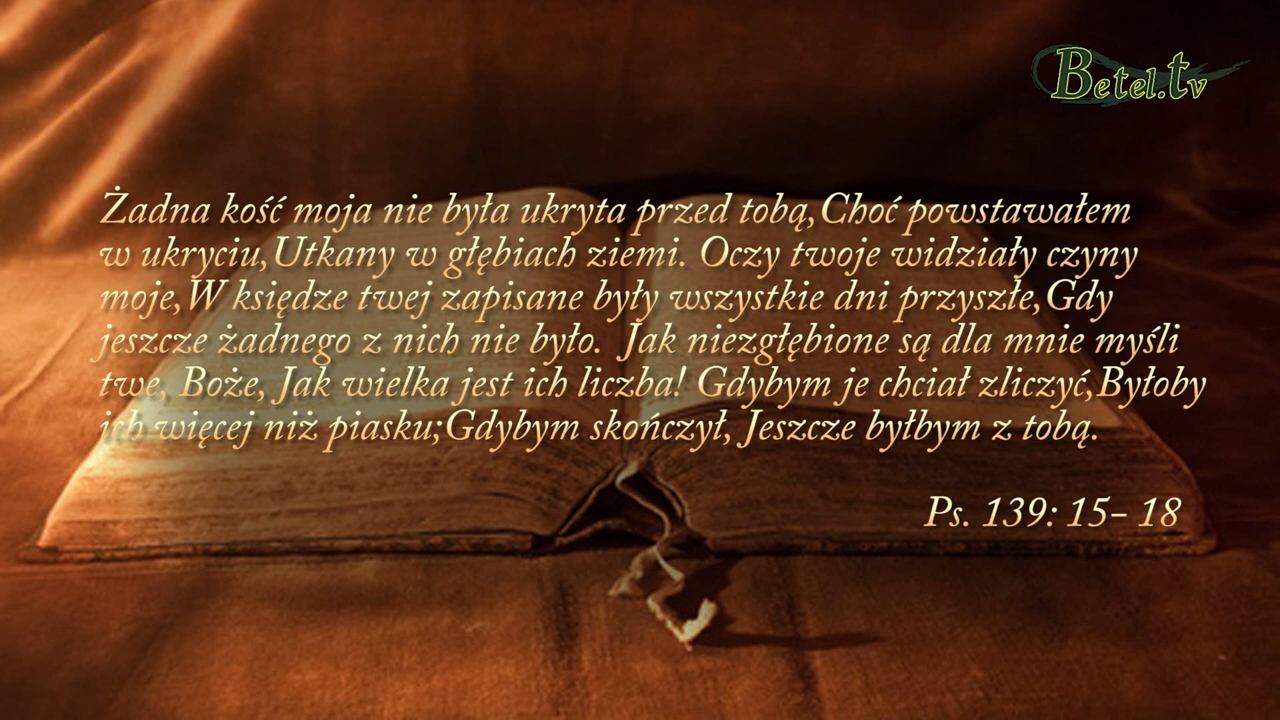 Betel.tv
Żadna kość moja nie była ukryta przed tobą,Choć powstawałem
w ukryciu,Utkany w głębiach ziemi. Oczy twoje widziały czyny
moje,W księdze twej zapisane były wszystkie dni przyszłe,Gdy
jeszcze żadnego z nich nie było. Jak niezgłębione są dla mnie myśli
twe, Boże, Jak wielka jest ich liczba! Gdybym je chciał zliczyć,Byłoby
ich więcej niż piasku;Gdybym skończył, Jeszcze byłbym z tobą.
Ps. 139: 15- 18